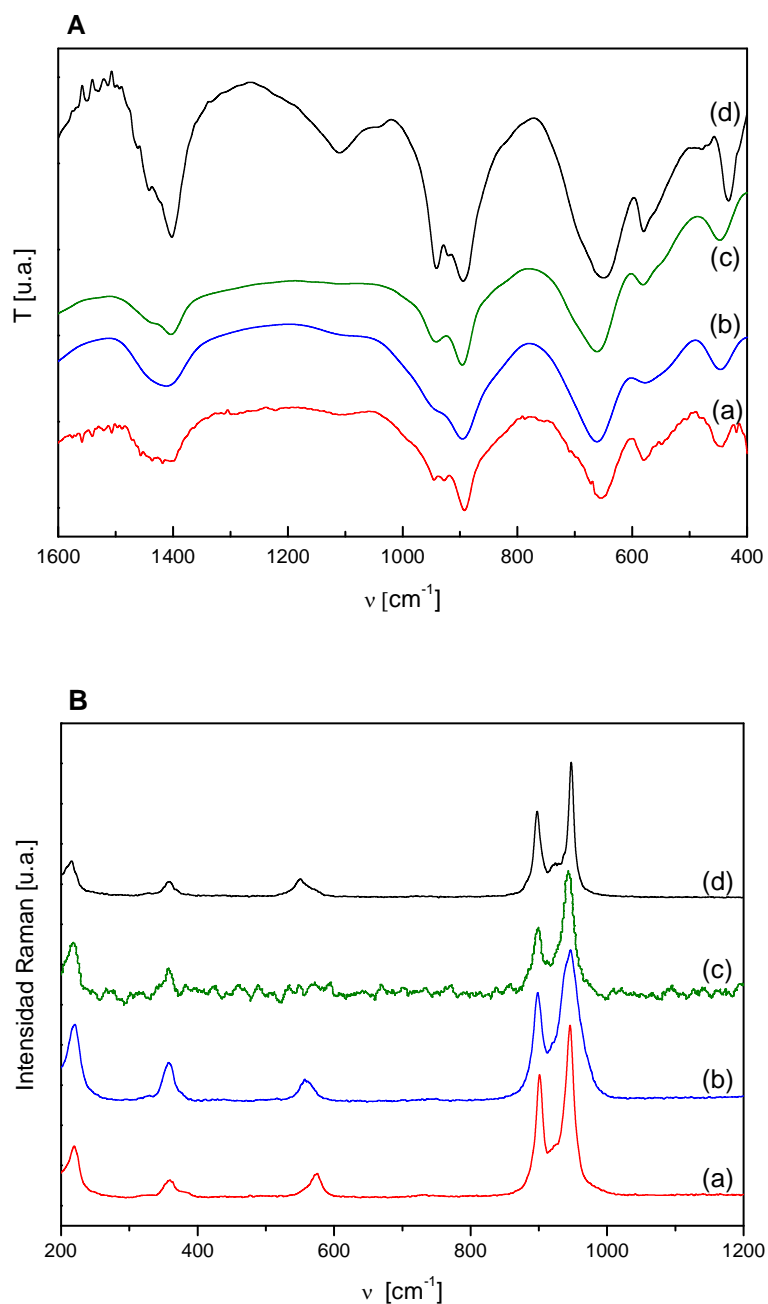 A
T [u.a.]
(d)
(c)
(b)
(a)
1600 1400 1200 1000 800 600 400
ν [cm⁻¹]
B
Intensidad Raman [u.a.]
(d)
(c)
(b)
(a)
200 400 600 800 1000 1200
ν [cm⁻¹]